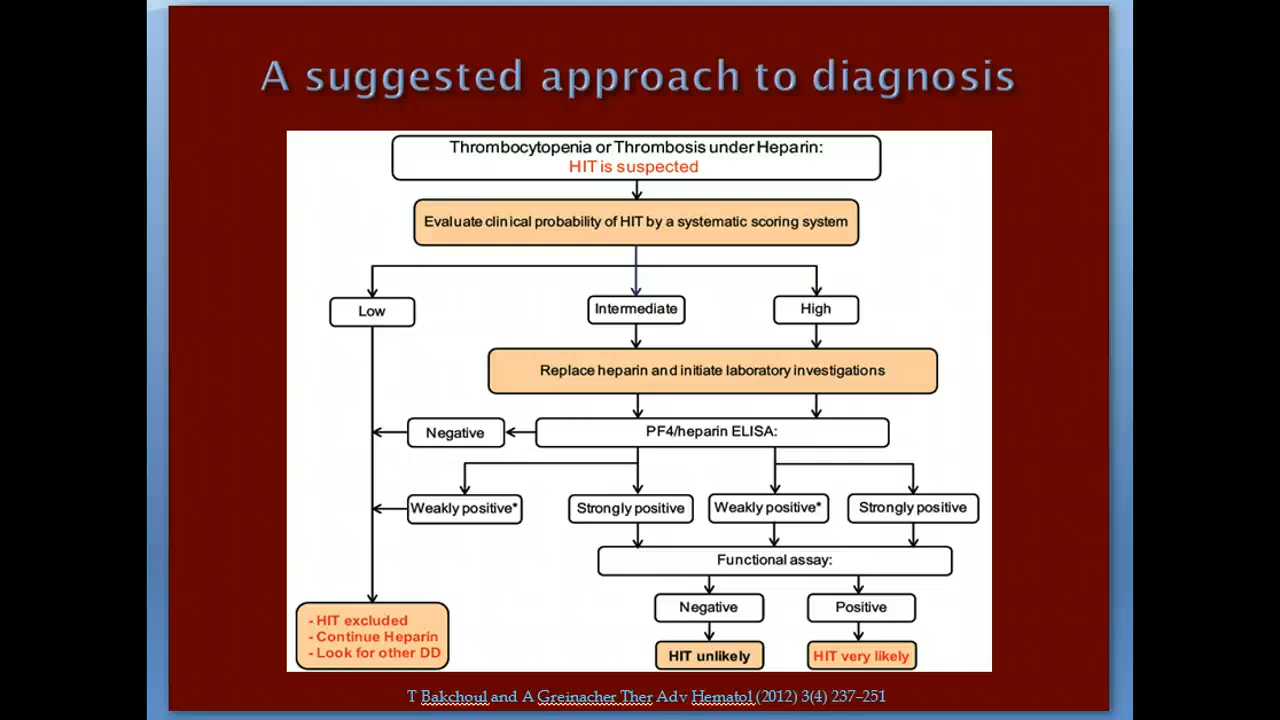 A suggested approach to diagnosis
Thrombocytopenia or Thrombosis under Heparin:
HIT is suspected
Evaluate clinical probability of HIT by a systematic scoring system
Low
Intermediate
High
Replace heparin and initiate laboratory investigations
Negative
PF4/heparin ELISA:
Weakly positive*
Strongly positive
Weakly positive*
Strongly positive
Functional assay:
Negative
Positive
- HIT excluded
- Continue Heparin
- Look for other DD
HIT unlikely
HIT very likely
T Bakchoul and A Greinacher Ther Adv Hematol (2012) 3(4) 237–251